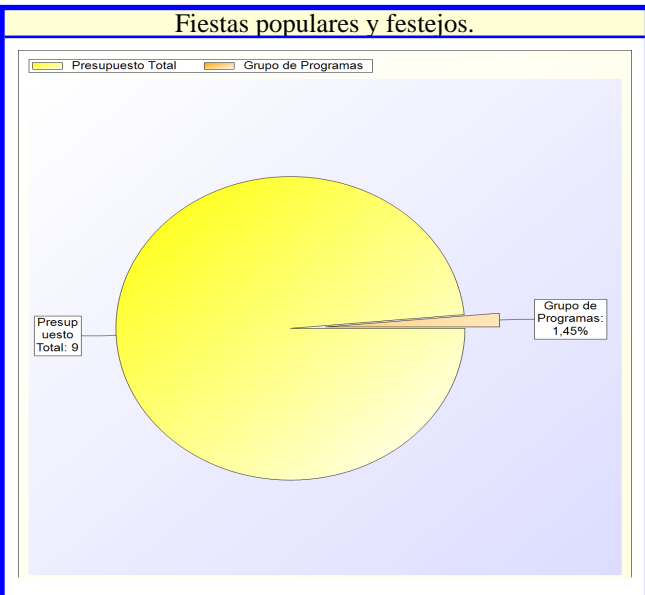 Fiestas populares y festejos.
Presupuesto Total
Grupo de Programas
Presup
uesto
Total: 9
Grupo de
Programas:
1,45%